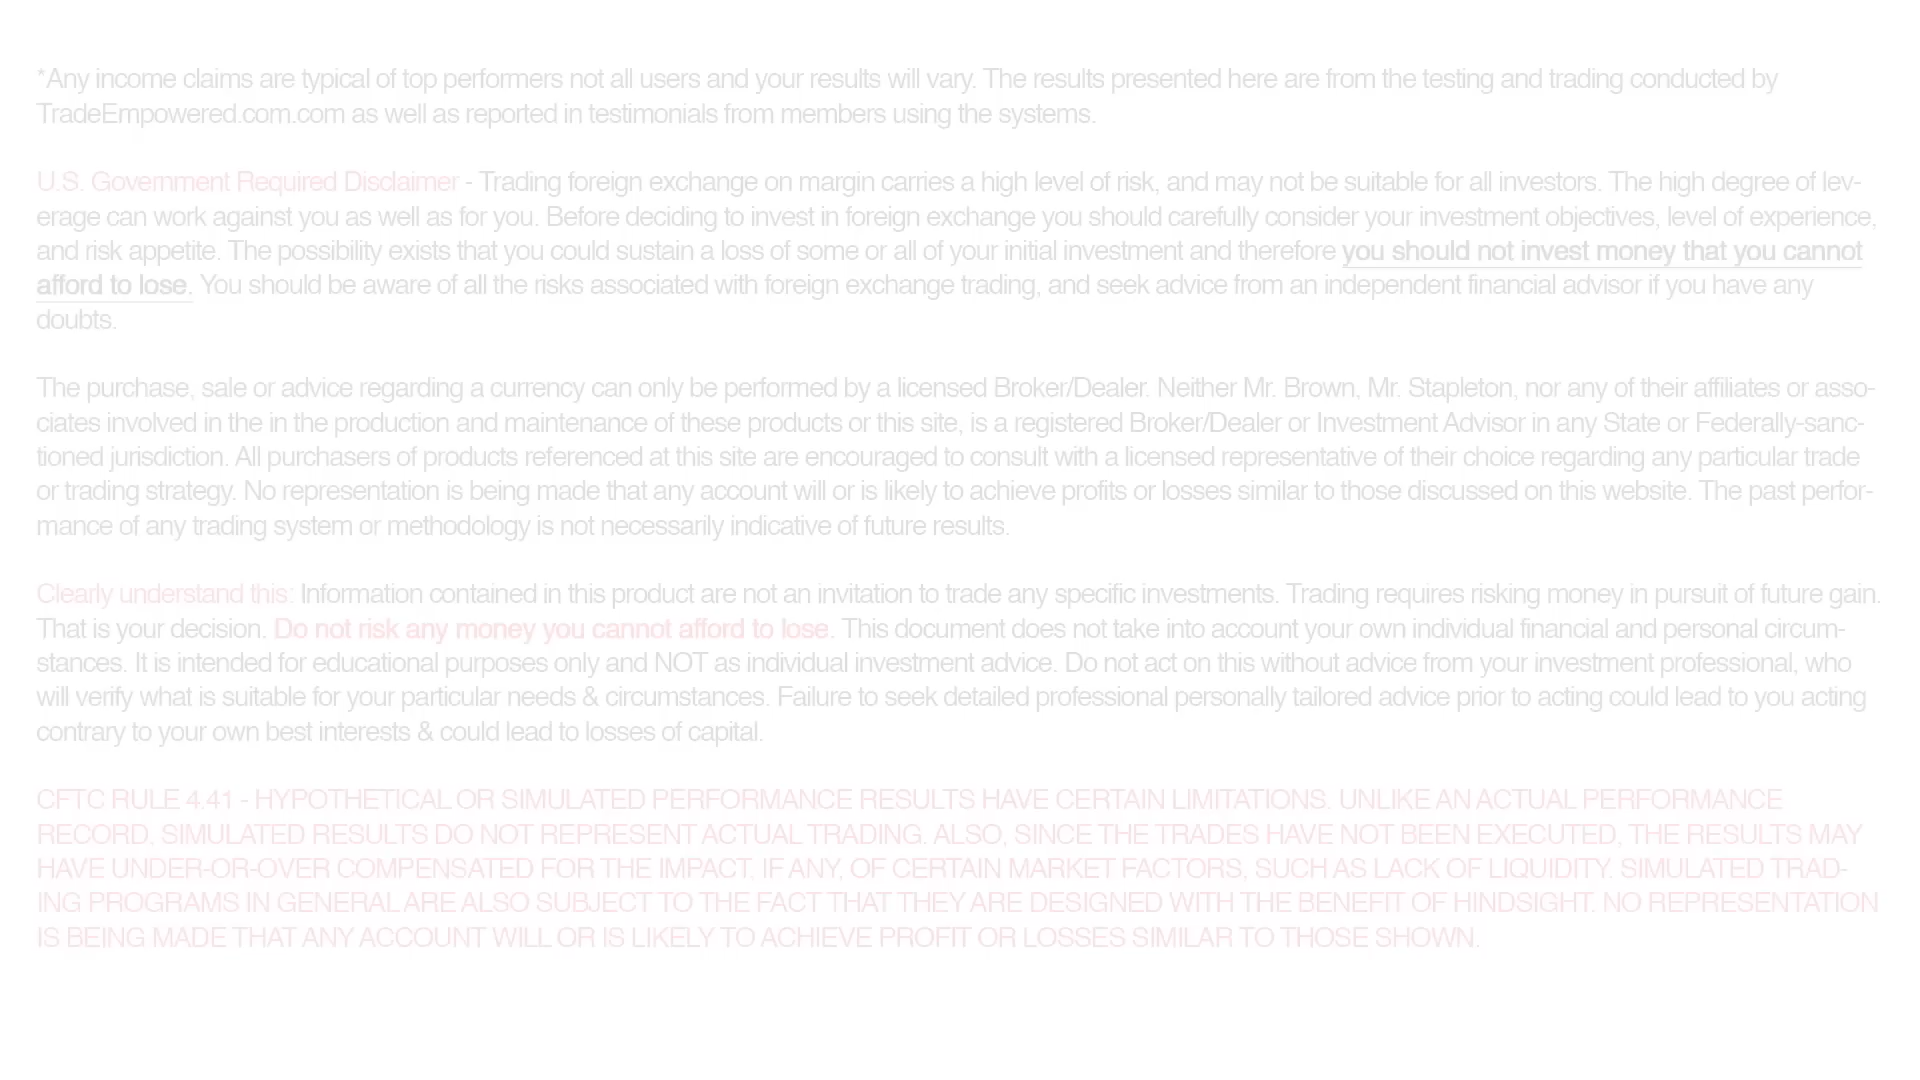 *Any income claims are typical of top performers not all users and your results will vary. The results presented here are from the testing and trading conducted by
TradeEmpowered.com.com as well as reported in testimonials from members using the systems.
U.S. Government Required Disclaimer - Trading foreign exchange on margin carries a high level of risk, and may not be suitable for all investors. The high degree of lev-
erage can work against you as well as for you. Before deciding to invest in foreign exchange you should carefully consider your investment objectives, level of experience,
and risk appetite. The possibility exists that you could sustain a loss of some or all of your initial investment and therefore you should not invest money that you cannot
afford to lose. You should be aware of all the risks associated with foreign exchange trading, and seek advice from an independent financial advisor if you have any
doubts.
The purchase, sale or advice regarding a currency can only be performed by a licensed Broker/Dealer. Neither Mr. Brown, Mr. Stapleton, nor any of their affiliates or asso-
ciates involved in the in the production and maintenance of these products or this site, is a registered Broker/Dealer or Investment Advisor in any State or Federally-sanc-
tioned jurisdiction. All purchasers of products referenced at this site are encouraged to consult with a licensed representative of their choice regarding any particular trade
or trading strategy. No representation is being made that any account will or is likely to achieve profits or losses similar to those discussed on this website. The past perfor-
mance of any trading system or methodology is not necessarily indicative of future results.
Clearly understand this: Information contained in this product are not an invitation to trade any specific investments. Trading requires risking money in pursuit of future gain.
That is your decision. Do not risk any money you cannot afford to lose. This document does not take into account your own individual financial and personal circum-
stances. It is intended for educational purposes only and NOT as individual investment advice. Do not act on this without advice from your investment professional, who
will verify what is suitable for your particular needs & circumstances. Failure to seek detailed professional personally tailored advice prior to acting could lead to you acting
contrary to your own best interests & could lead to losses of capital.
CFTC RULE 4.41 - HYPOTHETICAL OR SIMULATED PERFORMANCE RESULTS HAVE CERTAIN LIMITATIONS. UNLIKE AN ACTUAL PERFORMANCE
RECORD, SIMULATED RESULTS DO NOT REPRESENT ACTUAL TRADING. ALSO, SINCE THE TRADES HAVE NOT BEEN EXECUTED, THE RESULTS MAY
HAVE UNDER-OR-OVER COMPENSATED FOR THE IMPACT. IF ANY, OF CERTAIN MARKET FACTORS, SUCH AS LACK OF LIQUIDITY. SIMULATED TRAD-
ING PROGRAMS IN GENERAL ARE ALSO SUBJECT TO THE FACT THAT THEY ARE DESIGNED WITH THE BENEFIT OF HINDSIGHT. NO REPRESENTATION
IS BEING MADE THAT ANY ACCOUNT WILL OR IS LIKELY TO ACHIEVE PROFIT OR LOSSES SIMILAR TO THOSE SHOWN.